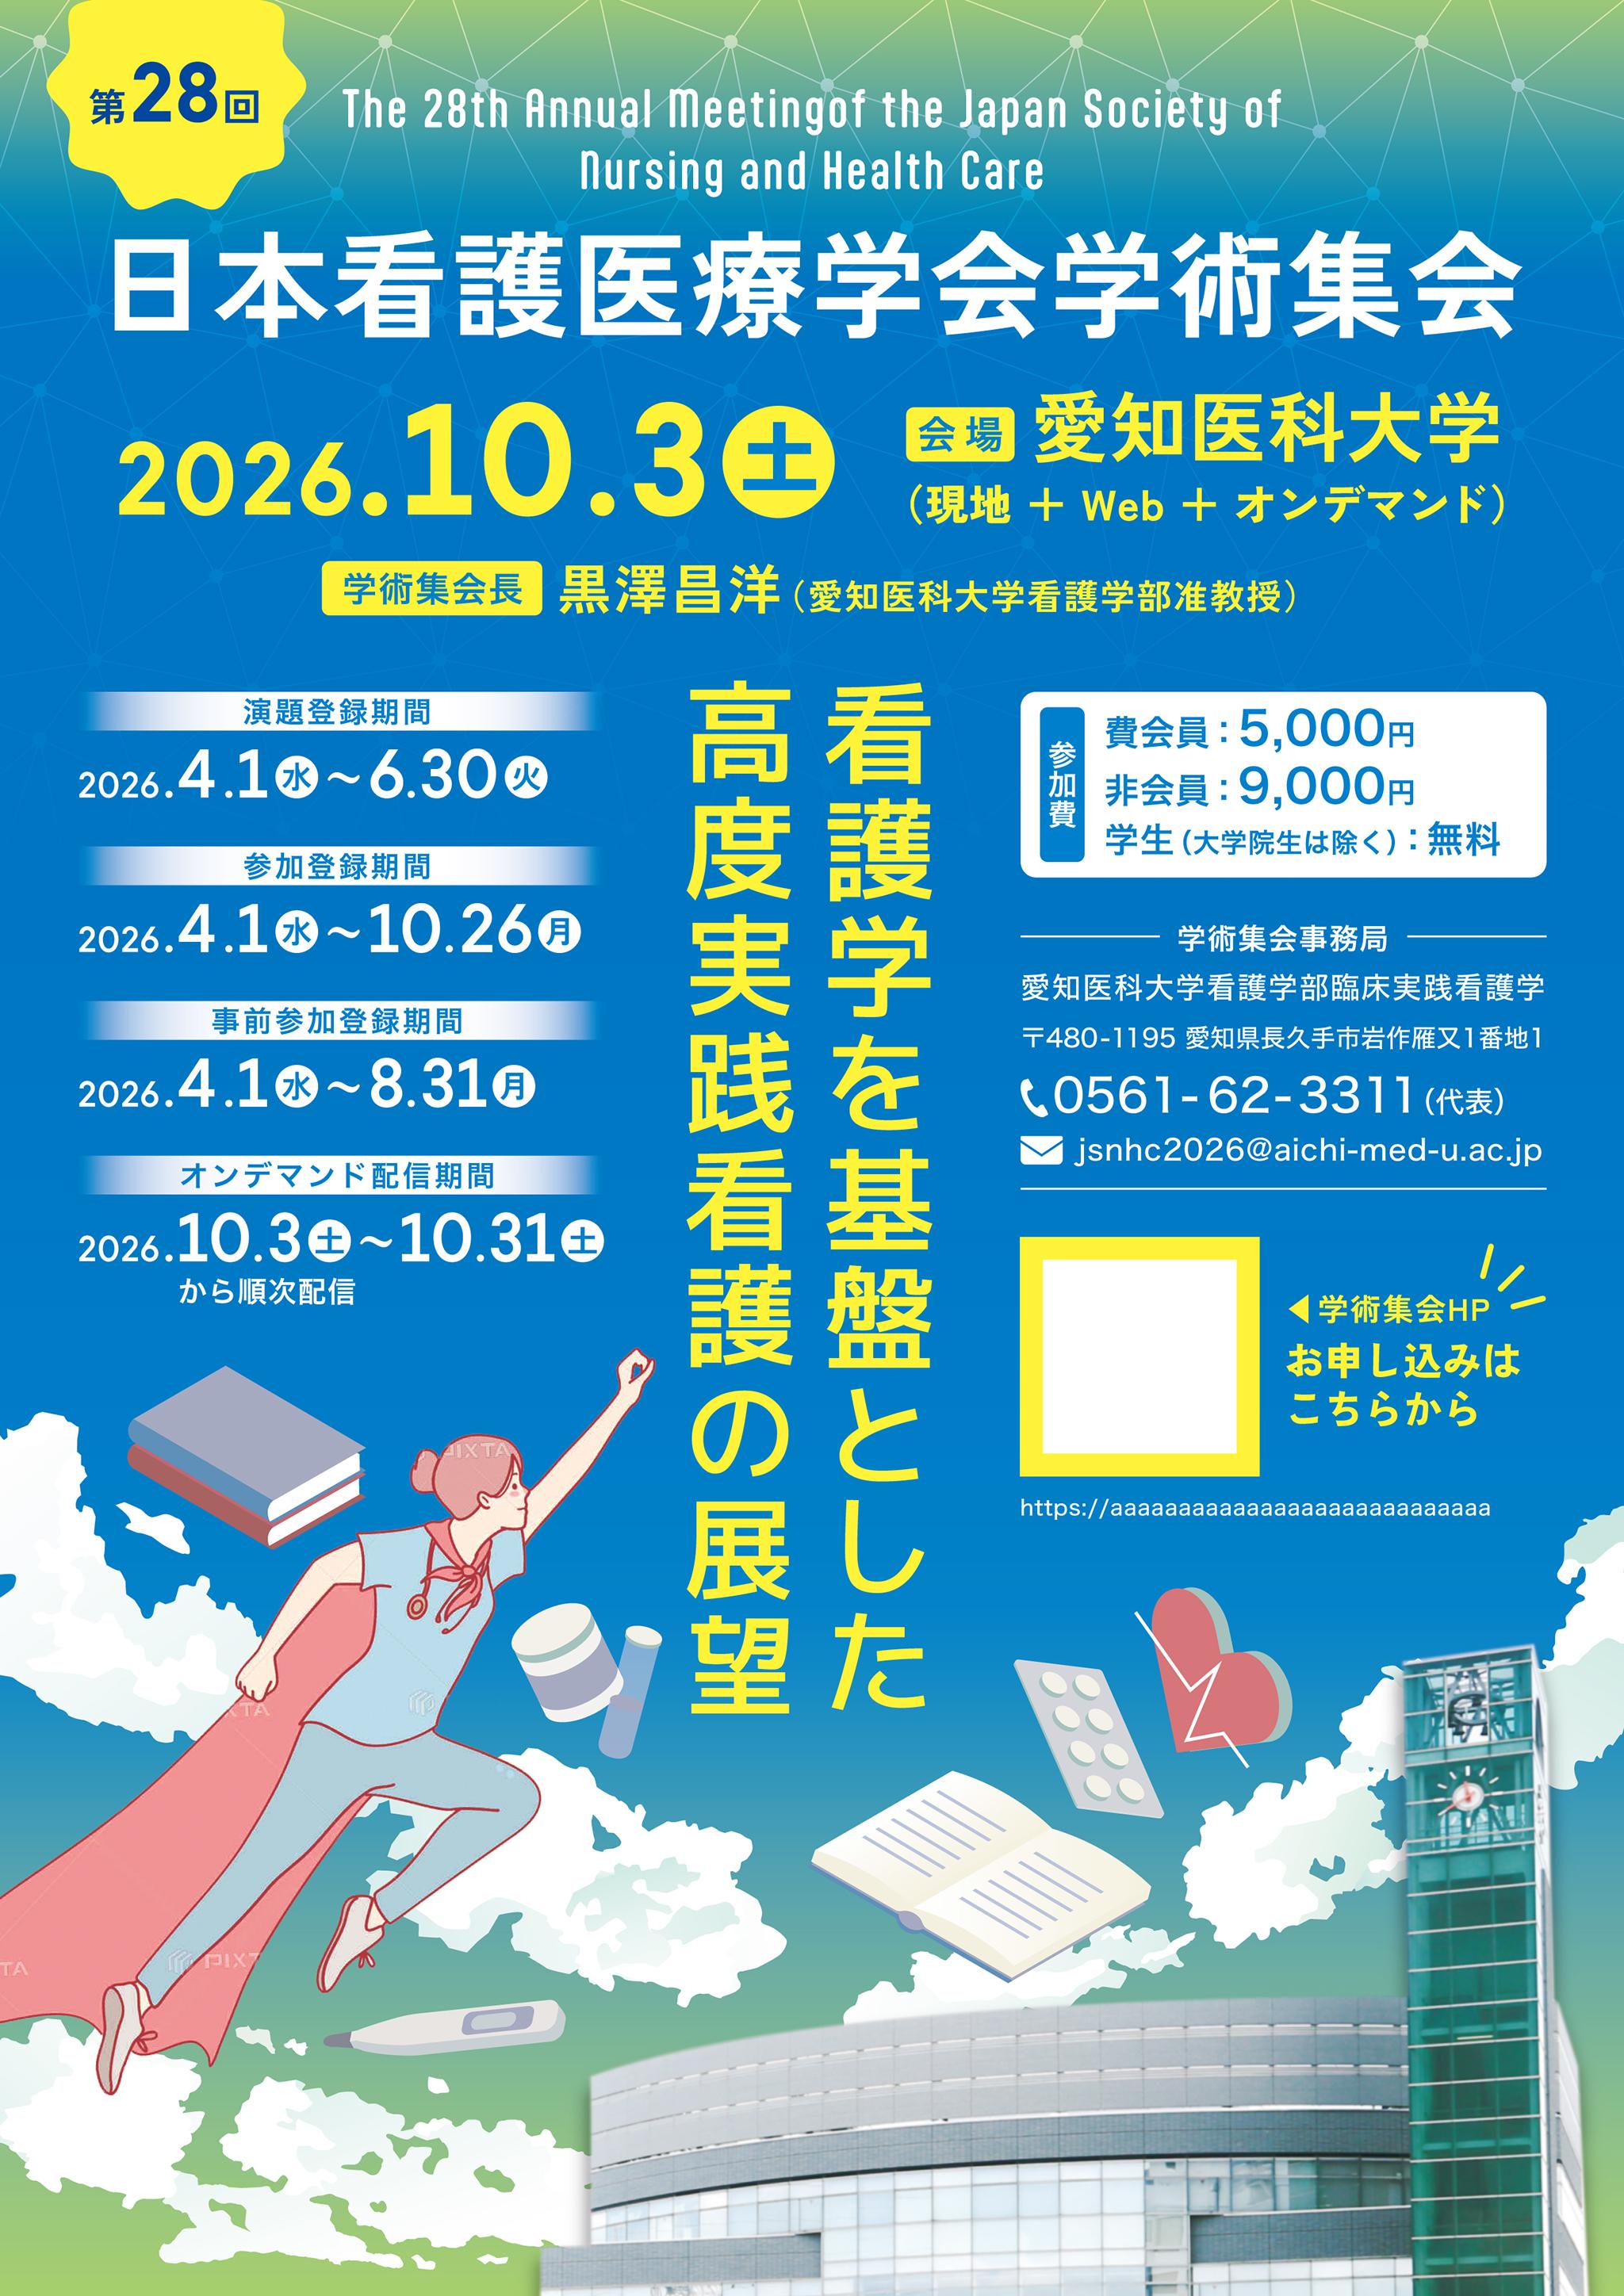 第28回
The 28th Annual Meetingof the Japan Society of
Nursing and Health Care
日本看護医療学会学術集会
2026.10.3土
会場 愛知医科大学
（現地 ＋ Web ＋ オンデマンド）
学術集会長 黒澤昌洋（愛知医科大学看護学部准教授）
演題登録期間
2026.4.1水～6.30火
参加登録期間
2026.4.1水～10.26月
事前参加登録期間
2026.4.1水～8.31月
オンデマンド配信期間
2026.10.3土～10.31土
から順次配信
看護学を基盤とした
高度実践看護の展望
参加費
費会員：5,000円
非会員：9,000円
学生（大学院生は除く）：無料
学術集会事務局
愛知医科大学看護学部臨床実践看護学
〒480-1195 愛知県長久手市岩作雁又1番地1
0561-62-3311（代表）
jsnhc2026@aichi-med-u.ac.jp
◀学術集会HP
お申し込みは
こちらから
https://aaaaaaaaaaaaaaaaaaaaaaaaaaaa
PIXTA
XTA
PIXT
TA